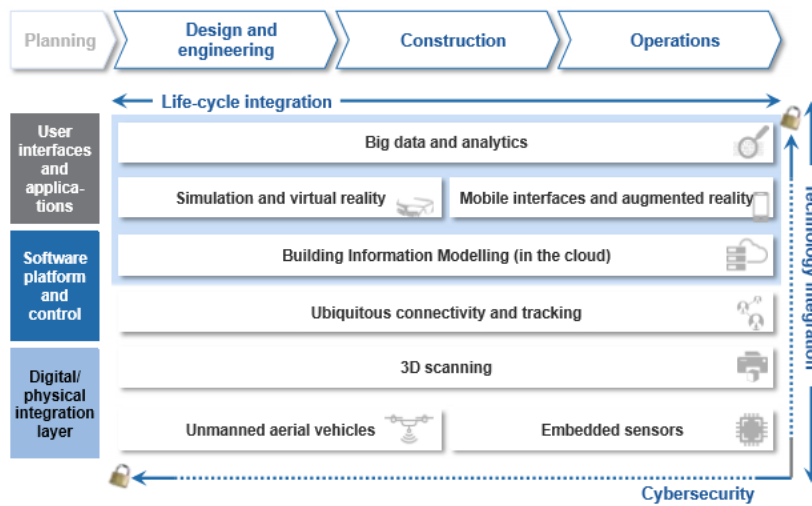 Planning
Design and
engineering
Construction
Operations
Life-cycle integration
User
interfaces
and
applica-
tions
Big data and analytics
Simulation and virtual reality
Mobile interfaces and augmented reality
Software
platform
and
control
Building Information Modelling (in the cloud)
Ubiquitous connectivity and tracking
Digital/
physical
integration
layer
3D scanning
Unmanned aerial vehicles
Embedded sensors
Technology integration
Cybersecurity